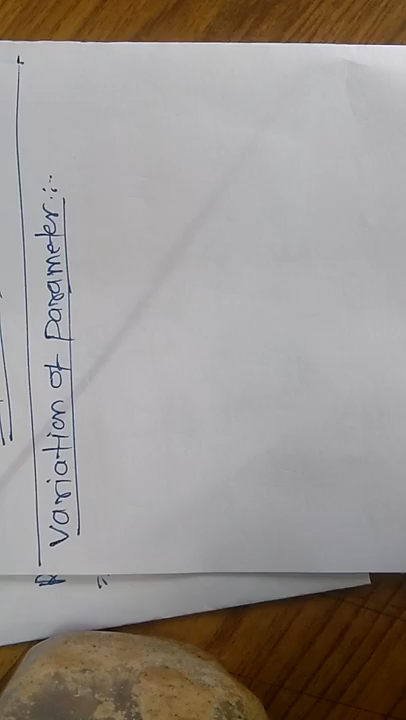 Variation of parameter :-